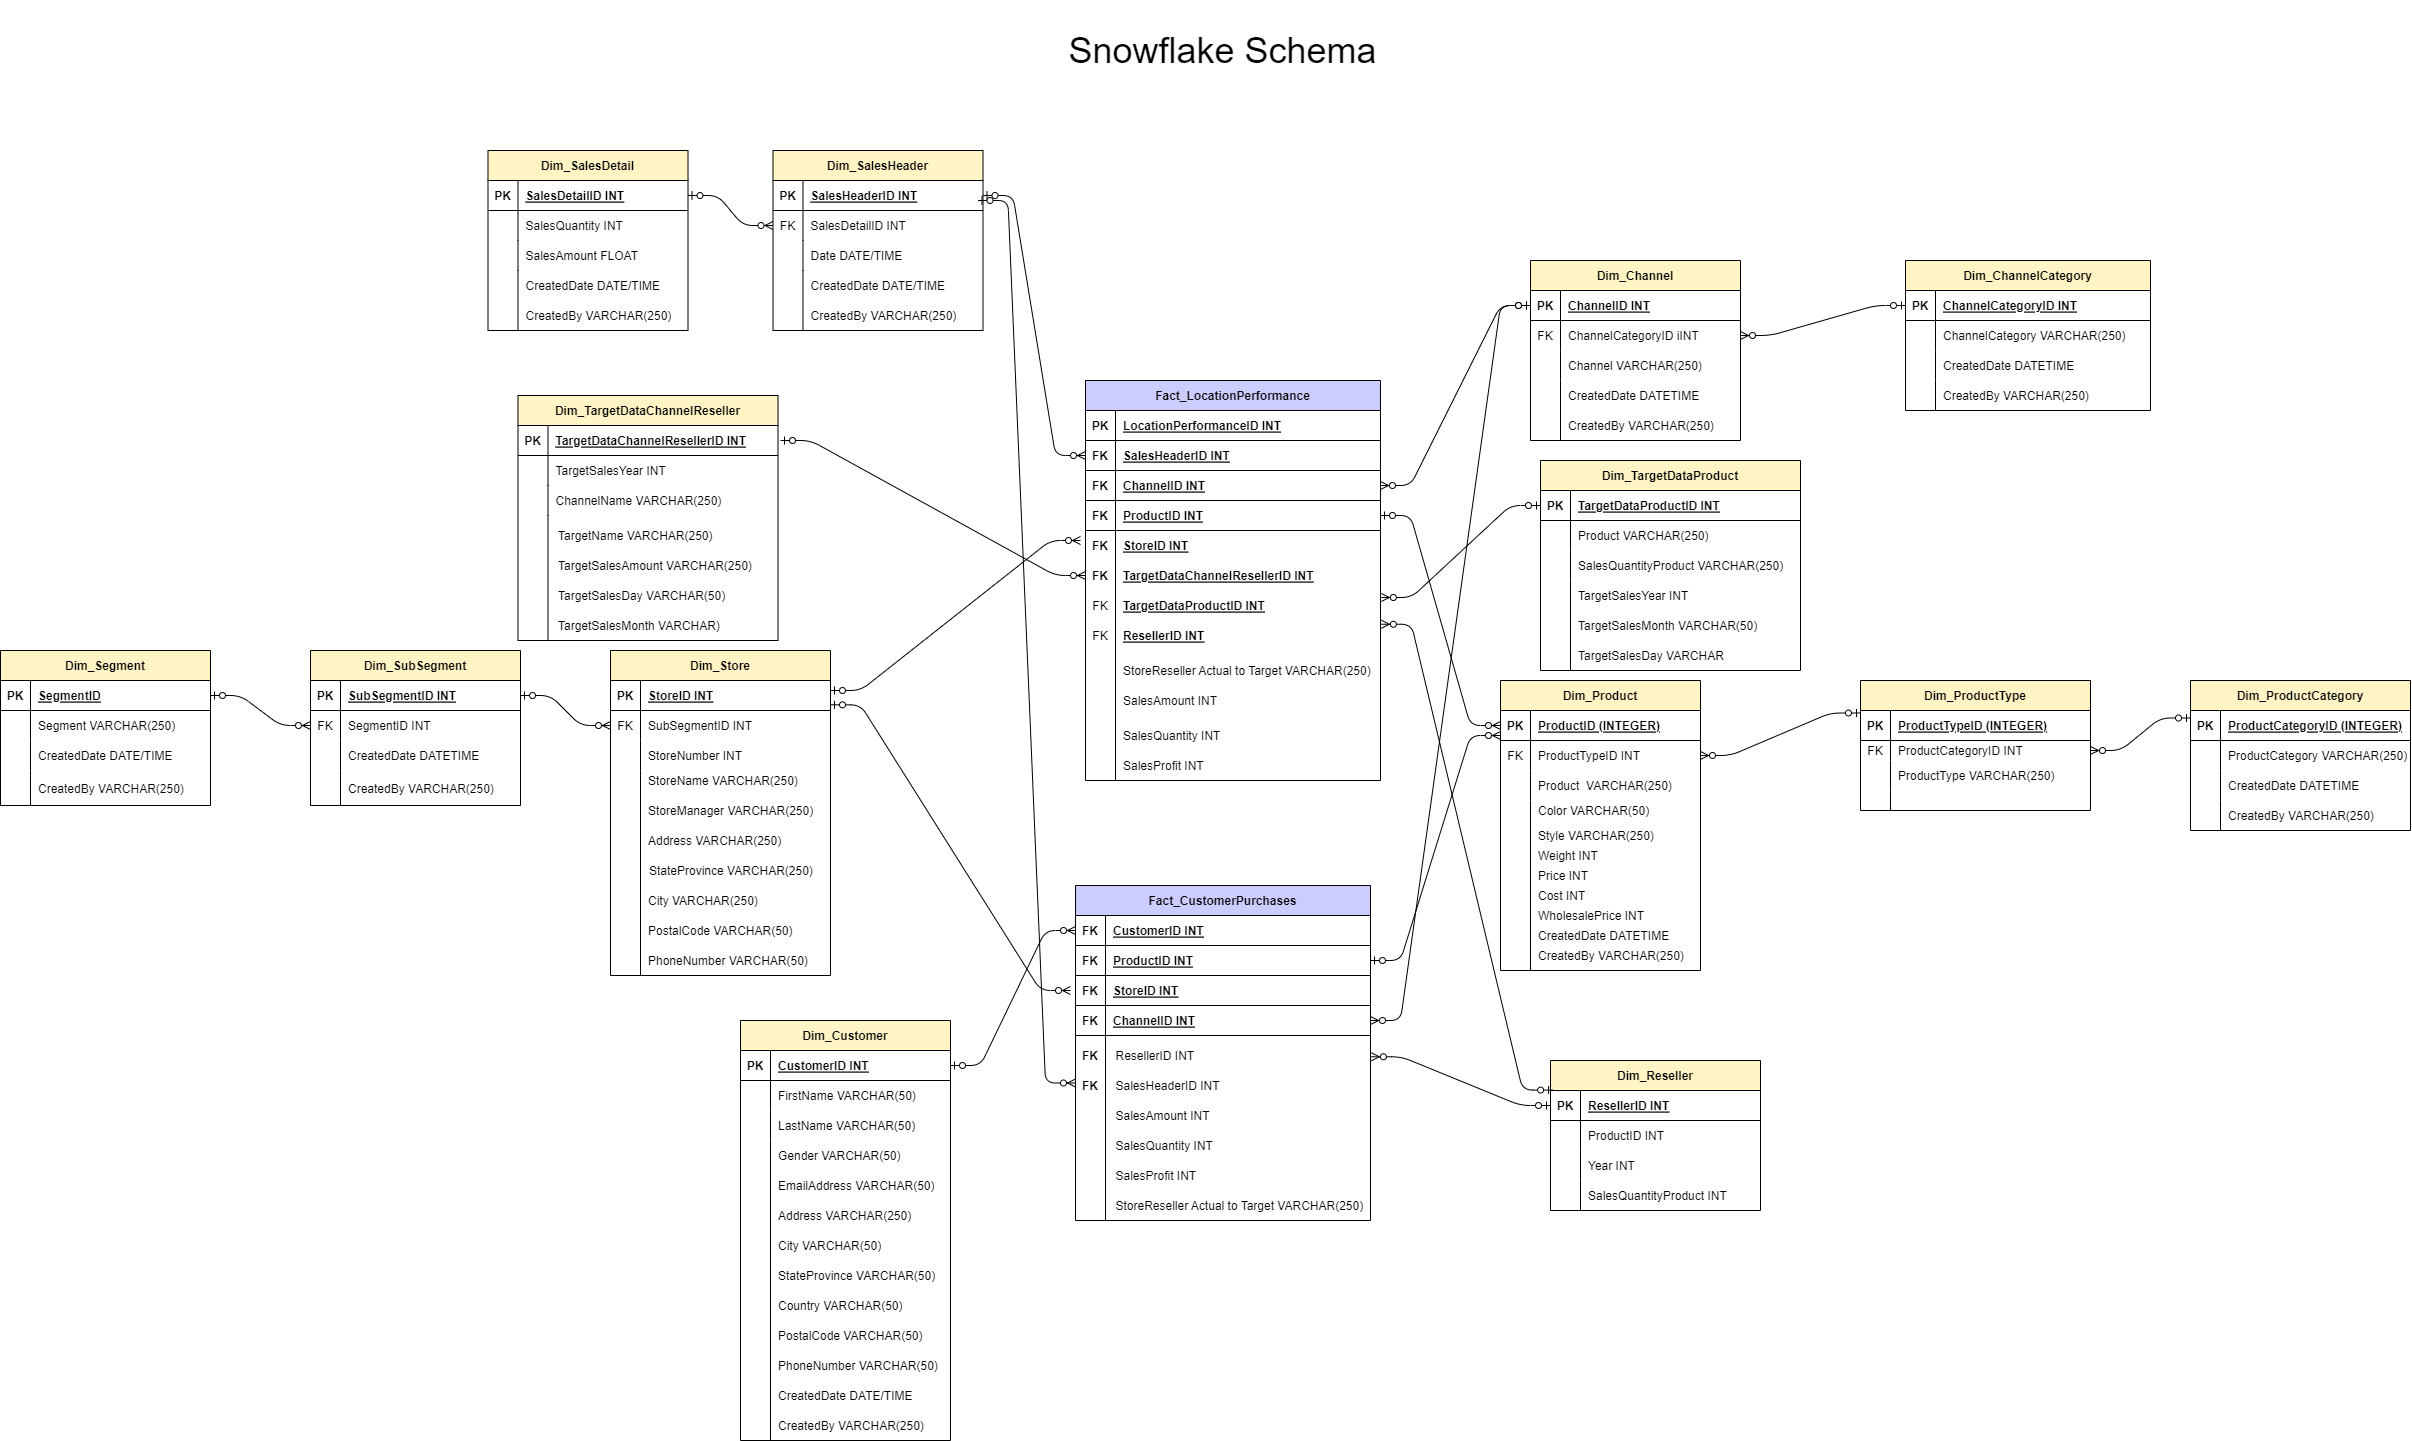 Snowflake Schema
Dim_SalesDetail
PK SalesDetailID INT
SalesQuantity INT
SalesAmount FLOAT
CreatedDate DATE/TIME
CreatedBy VARCHAR(250)
Dim_SalesHeader
PK SalesHeaderID INT
FK SalesDetailID INT
Date DATE/TIME
CreatedDate DATE/TIME
CreatedBy VARCHAR(250)
Dim_Channel
PK ChannelID INT
FK ChannelCategoryID iINT
Channel VARCHAR(250)
CreatedDate DATETIME
CreatedBy VARCHAR(250)
Dim_ChannelCategory
PK ChannelCategoryID INT
ChannelCategory VARCHAR(250)
CreatedDate DATETIME
CreatedBy VARCHAR(250)
Dim_TargetDataChannelReseller
PK TargetDataChannelResellerID INT
TargetSalesYear INT
ChannelName VARCHAR(250)
TargetName VARCHAR(250)
TargetSalesAmount VARCHAR(250)
TargetSalesDay VARCHAR(50)
TargetSalesMonth VARCHAR)
Fact_LocationPerformance
PK LocationPerformanceID INT
FK SalesHeaderID INT
FK ChannelID INT
FK ProductID INT
FK StoreID INT
FK TargetDataChannelResellerID INT
FK TargetDataProductID INT
FK ResellerID INT
StoreReseller Actual to Target VARCHAR(250)
SalesAmount INT
SalesQuantity INT
SalesProfit INT
Dim_TargetDataProduct
PK TargetDataProductID INT
Product VARCHAR(250)
SalesQuantityProduct VARCHAR(250)
TargetSalesYear INT
TargetSalesMonth VARCHAR(50)
TargetSalesDay VARCHAR
Dim_Segment
PK SegmentID
Segment VARCHAR(250)
CreatedDate DATE/TIME
CreatedBy VARCHAR(250)
Dim_SubSegment
PK SubSegmentID INT
FK SegmentID INT
CreatedDate DATETIME
CreatedBy VARCHAR(250)
Dim_Store
PK StoreID INT
FK SubSegmentID INT
StoreNumber INT
StoreName VARCHAR(250)
StoreManager VARCHAR(250)
Address VARCHAR(250)
StateProvince VARCHAR(250)
City VARCHAR(250)
PostalCode VARCHAR(50)
PhoneNumber VARCHAR(50)
Dim_Product
PK ProductID (INTEGER)
FK ProductTypeID INT
Product VARCHAR(250)
Color VARCHAR(50)
Style VARCHAR(250)
Weight INT
Price INT
Cost INT
WholesalePrice INT
CreatedDate DATETIME
CreatedBy VARCHAR(250)
Dim_ProductType
PK ProductTypeID (INTEGER)
FK ProductCategoryID INT
ProductType VARCHAR(250)
Dim_ProductCategory
PK ProductCategoryID (INTEGER)
ProductCategory VARCHAR(250)
CreatedDate DATETIME
CreatedBy VARCHAR(250)
Fact_CustomerPurchases
FK CustomerID INT
FK ProductID INT
FK StoreID INT
FK ChannelID INT
FK ResellerID INT
FK SalesHeaderID INT
SalesAmount INT
SalesQuantity INT
SalesProfit INT
StoreReseller Actual to Target VARCHAR(250)
Dim_Customer
PK CustomerID INT
FirstName VARCHAR(50)
LastName VARCHAR(50)
Gender VARCHAR(50)
EmailAddress VARCHAR(50)
Address VARCHAR(250)
City VARCHAR(50)
StateProvince VARCHAR(50)
Country VARCHAR(50)
PostalCode VARCHAR(50)
PhoneNumber VARCHAR(50)
CreatedDate DATE/TIME
CreatedBy VARCHAR(250)
Dim_Reseller
PK ResellerID INT
ProductID INT
Year INT
SalesQuantityProduct INT